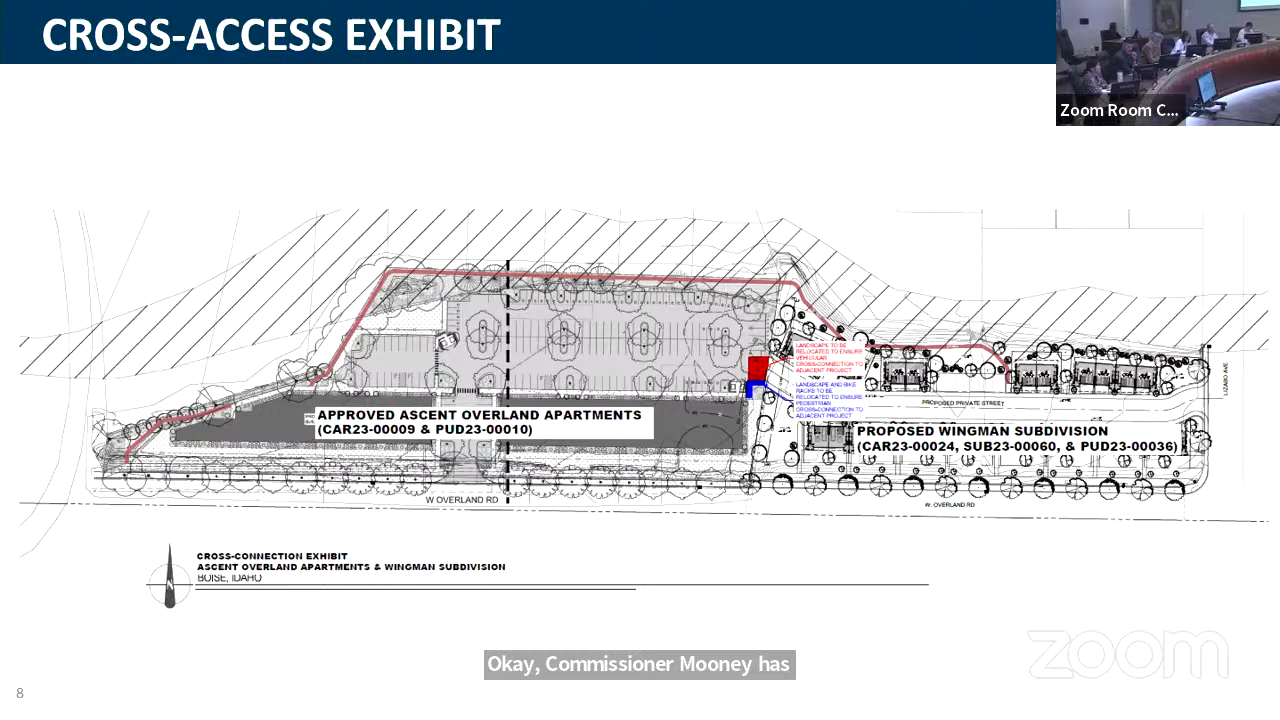 CROSS-ACCESS EXHIBIT
Zoom Room C...
LANDSCAPE TO BE
RELOCATED TO ENSURE
VEHICULAR
CROSS-CONNECTION TO
ADJACENT PROJECT
LANDSCAPE AND BIKE
RACKS TO BE
RELOCATED TO ENSURE
PEDESTRIAN
CROSS-CONNECTION TO
ADJACENT PROJECT
LIZABO AVE
PROPOSED PRIVATE STREET
APPROVED ASCENT OVERLAND APARTMENTS
(CAR23-00009 & PUD23-00010)
PROPOSED WINGMAN SUBDIVISION
(CAR23-00024, SUB23-00060, & PUD23-00036)
W OVERLAND RD
W. OVERLAND RD
CROSS-CONNECTION EXHIBIT
ASCENT OVERLAND APARTMENTS & WINGMAN SUBDIVISION
BOISE, IDAHO
N
zoom
Okay, Commissioner Mooney has
8